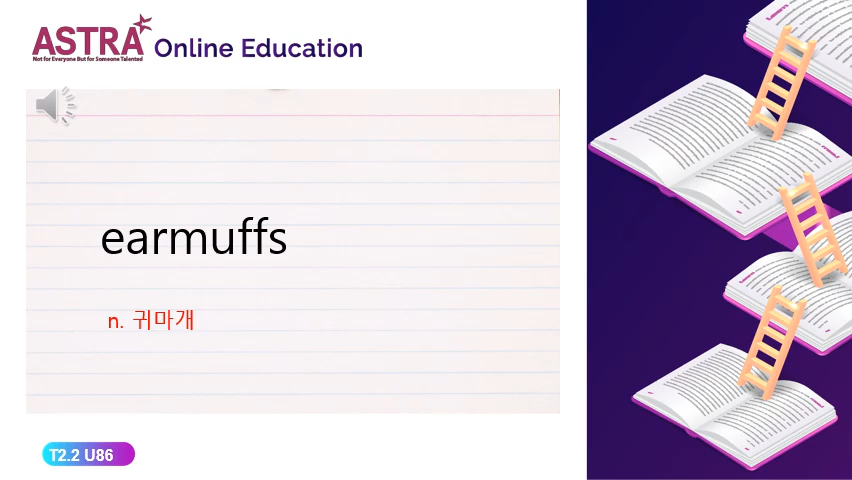 ASTRA
Not for Everyone But for Someone Talented
Online Education
earmuffs
n. 귀마개
T2.2 U86